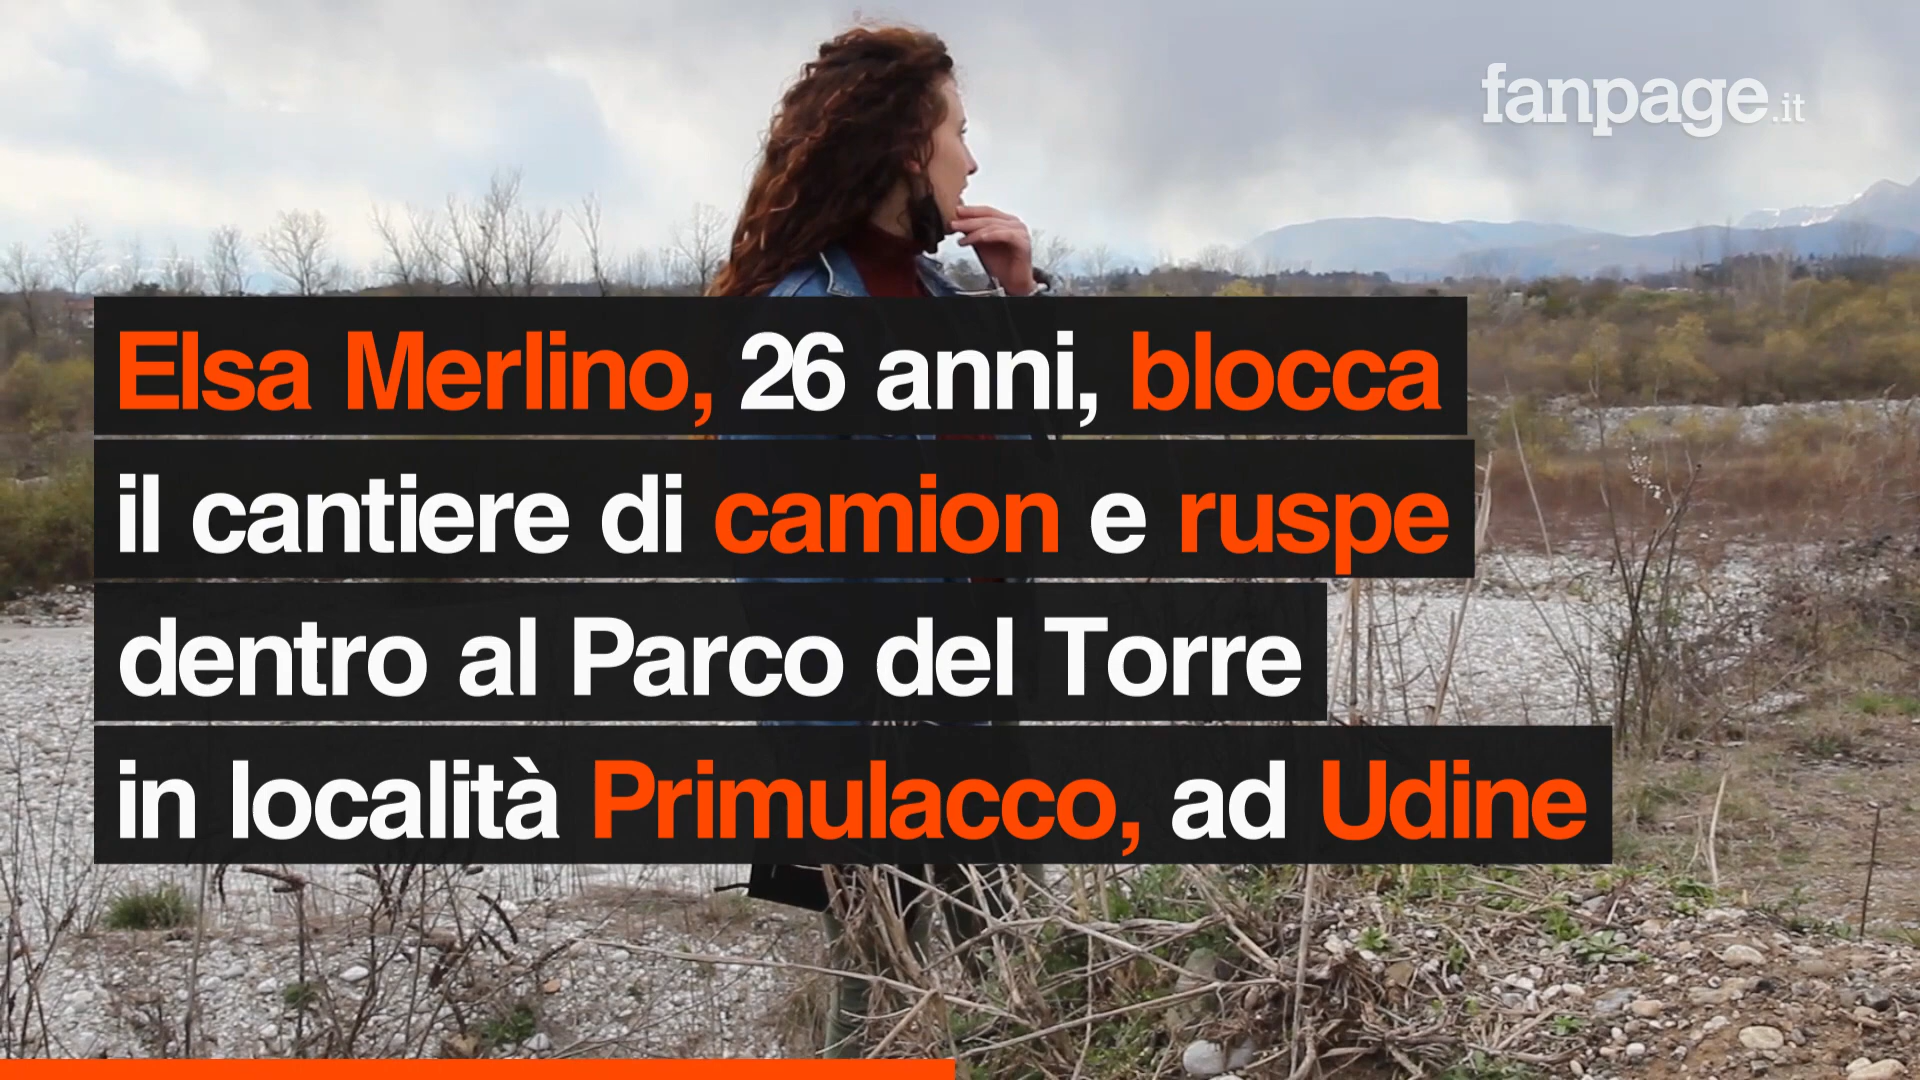 fanpage.it
Elsa Merlino, 26 anni, blocca
il cantiere di camion e ruspe
dentro al Parco del Torre
in località Primulacco, ad Udine